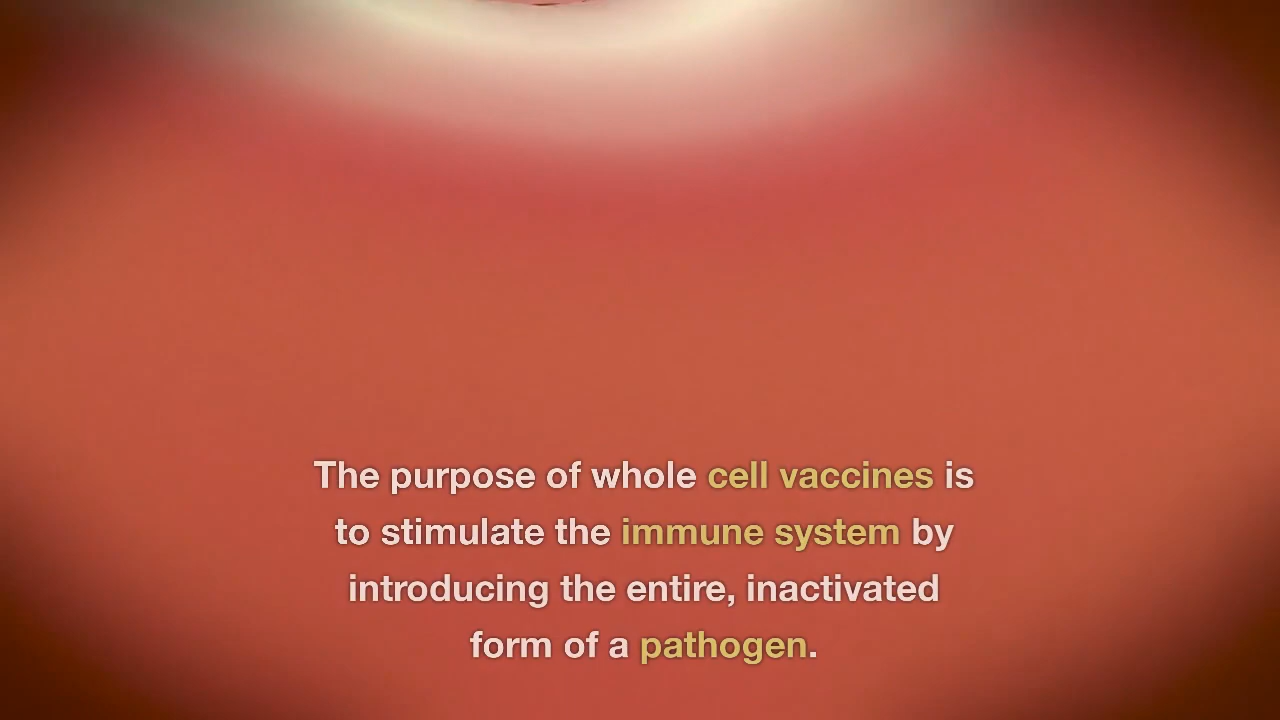 The purpose of whole cell vaccines is
to stimulate the immune system by
introducing the entire, inactivated
form of a pathogen.